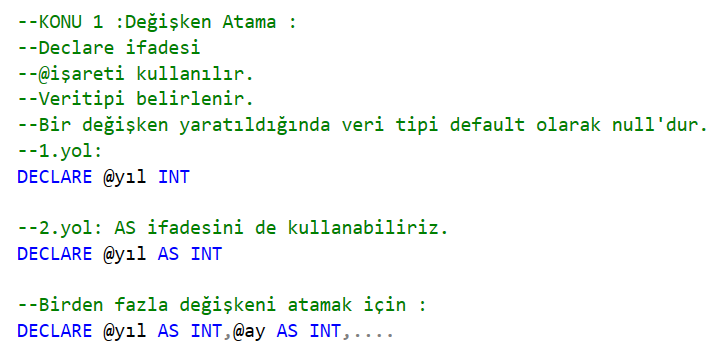 --KONU 1 :Değişken Atama :
--Declare ifadesi
--@işareti kullanılır.
--Veritipi belirlenir.
--Bir değişken yaratıldığında veri tipi default olarak null'dur.
--1.yol:
DECLARE @yıl INT
--2.yol: AS ifadesini de kullanabiliriz.
DECLARE @yıl AS INT
--Birden fazla değişkeni atamak için :
DECLARE @yıl AS INT,@ay AS INT,....